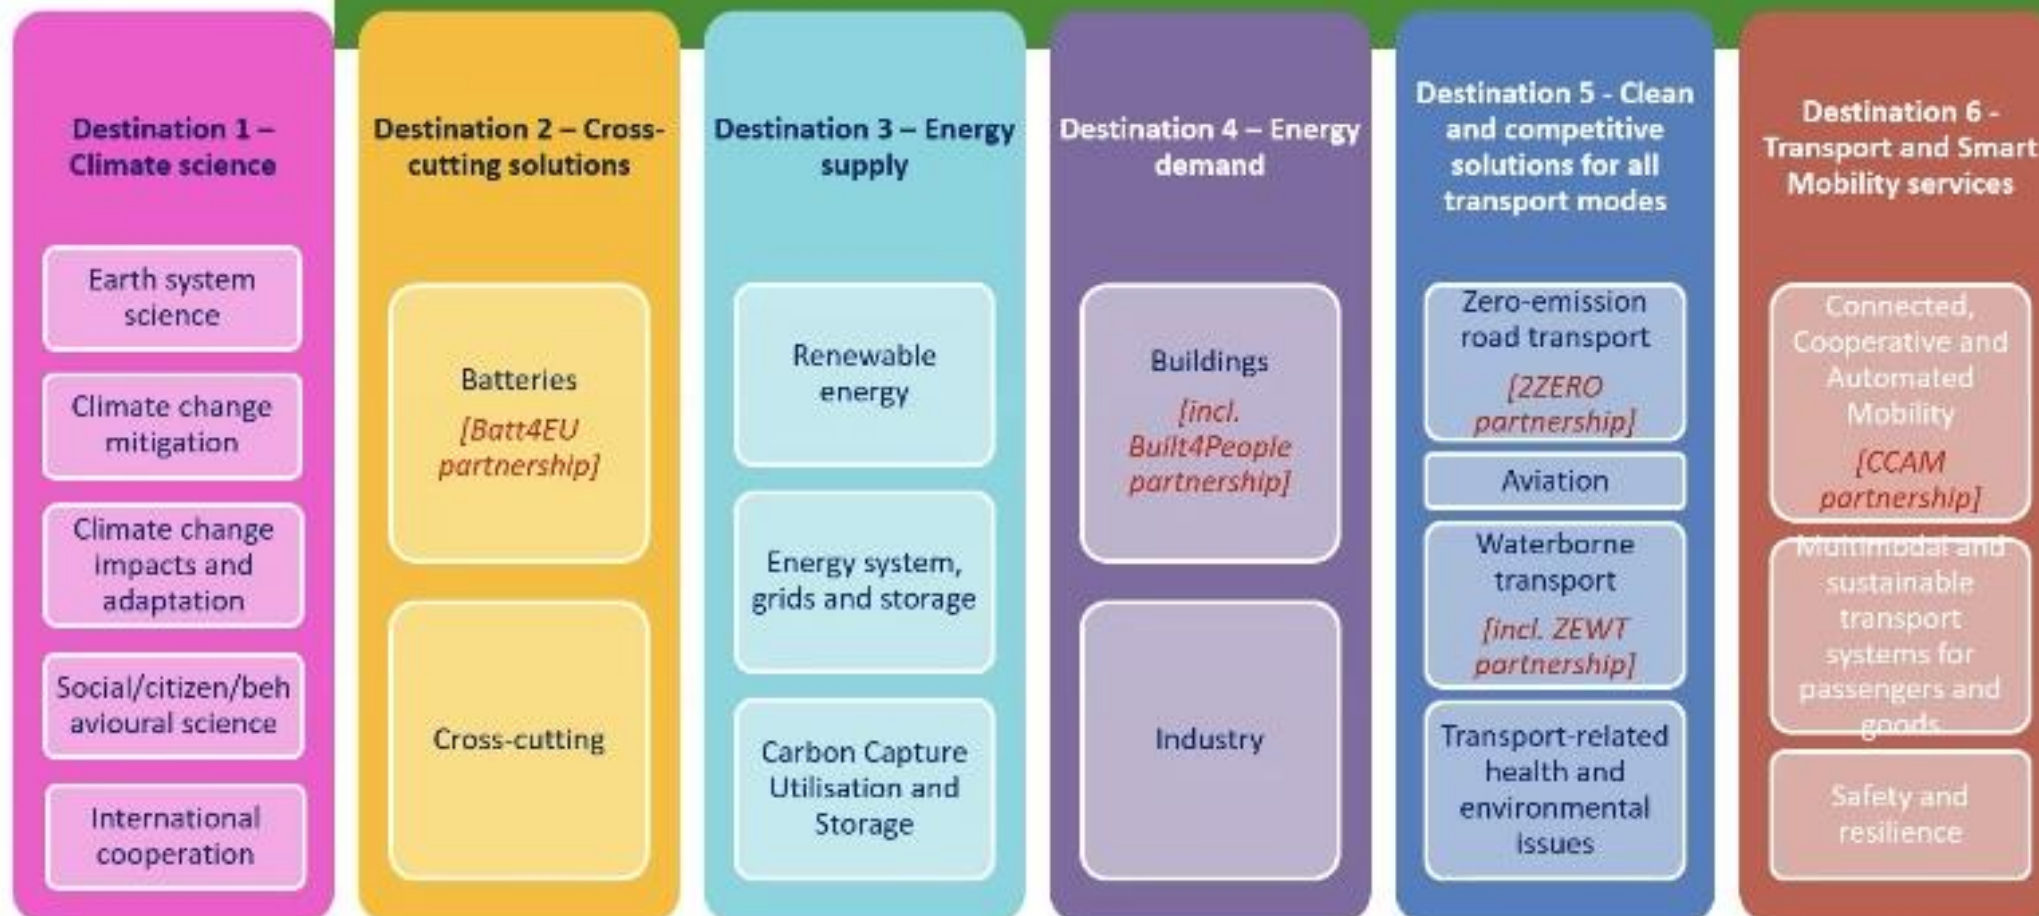 Destination 1 –
Climate science
Earth system
science
Climate change
mitigation
Climate change
impacts and
adaptation
Social/citizen/beh
avioural science
International
cooperation
Destination 2 – Cross-
cutting solutions
Batteries
[Batt4EU
partnership]
Cross-cutting
Destination 3 – Energy
supply
Renewable
energy
Energy system,
grids and storage
Carbon Capture
Utilisation and
Storage
Destination 4 – Energy
demand
Buildings
[incl.
Built4People
partnership]
Industry
Destination 5 - Clean
and competitive
solutions for all
transport modes
Zero-emission
road transport
[2ZERO
partnership]
Aviation
Waterborne
transport
[incl. ZEWT
partnership]
Transport-related
health and
environmental
issues
Destination 6 -
Transport and Smart
Mobility services
Connected,
Cooperative and
Automated
Mobility
[CCAM
partnership]
Multimodal and
sustainable
transport
systems for
passengers and
goods
Safety and
resilience